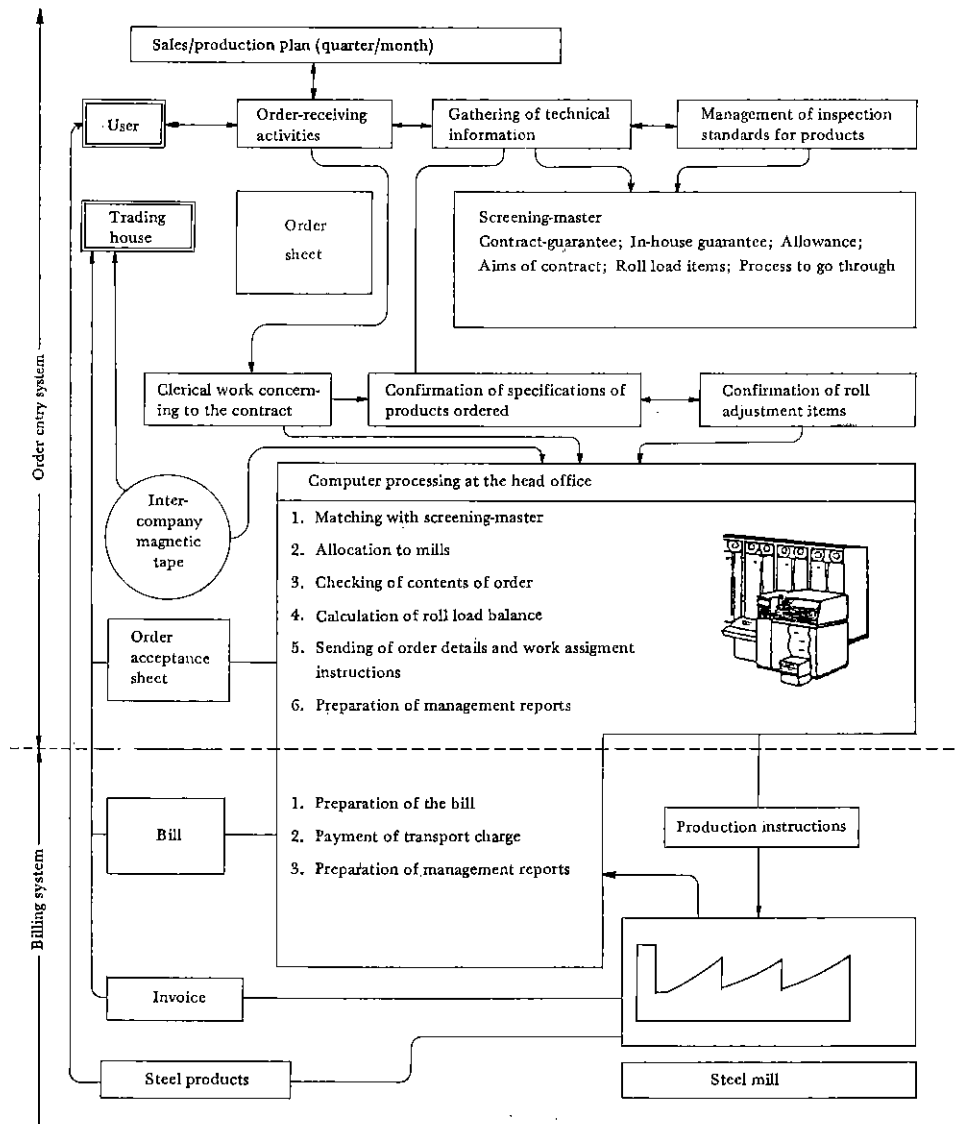 Sales/production plan (quarter/month)
User
Order-receiving
activities
Gathering of technical
information
Management of inspection
standards for products
Trading
house
Order
sheet
Screening-master
Contract-guarantee; In-house guarantee; Allowance;
Aims of contract; Roll load items; Process to go through
Order entry system
Clerical work concern-
ing to the contract
Confirmation of specifications of
products ordered
Confirmation of roll
adjustment items
Inter-
company
magnetic
tape
Computer processing at the head office
1. Matching with screening-master
2. Allocation to mills
3. Checking of contents of order
4. Calculation of roll load balance
5. Sending of order details and work assigment
instructions
6. Preparation of management reports
Order
acceptance
sheet
Billing system
Bill
1. Preparation of the bill
2. Payment of transport charge
3. Preparation of management reports
Production instructions
Invoice
Steel products
Steel mill